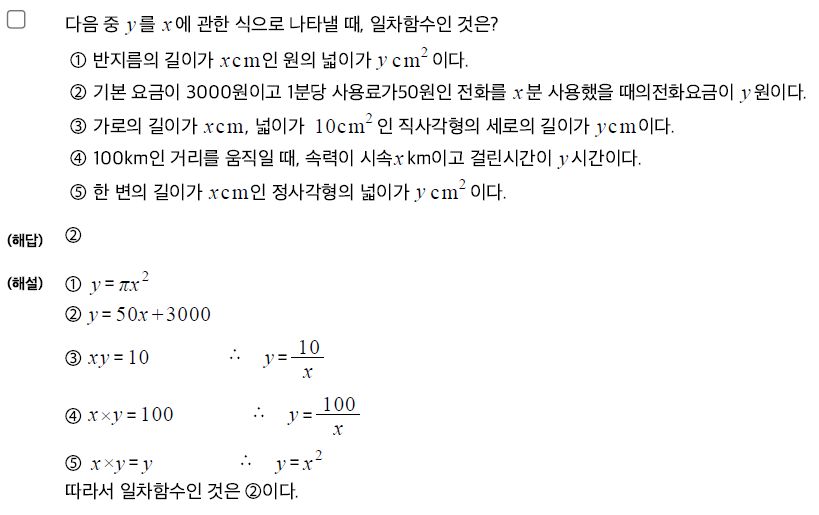 다음 중 y를 x에 관한 식으로 나타낼 때, 일차함수인 것은?
① 반지름의 길이가 xcm인 원의 넓이가 y cm² 이다.
② 기본 요금이 3000원이고 1분당 사용료가50원인 전화를 x분 사용했을 때의전화요금이 y원이다.
③ 가로의 길이가 xcm, 넓이가 10cm² 인 직사각형의 세로의 길이가 ycm이다.
④ 100km인 거리를 움직일 때, 속력이 시속x km이고 걸린시간이 y시간이다.
⑤ 한 변의 길이가 xcm인 정사각형의 넓이가 y cm² 이다.
(해답) ②
(해설) ① y=πx²
② y=50x+3000
③ xy=10 ∴ y=10/x
④ x×y=100 ∴ y=100/x
⑤ x×y=y ∴ y=x²
따라서 일차함수인 것은 ②이다.